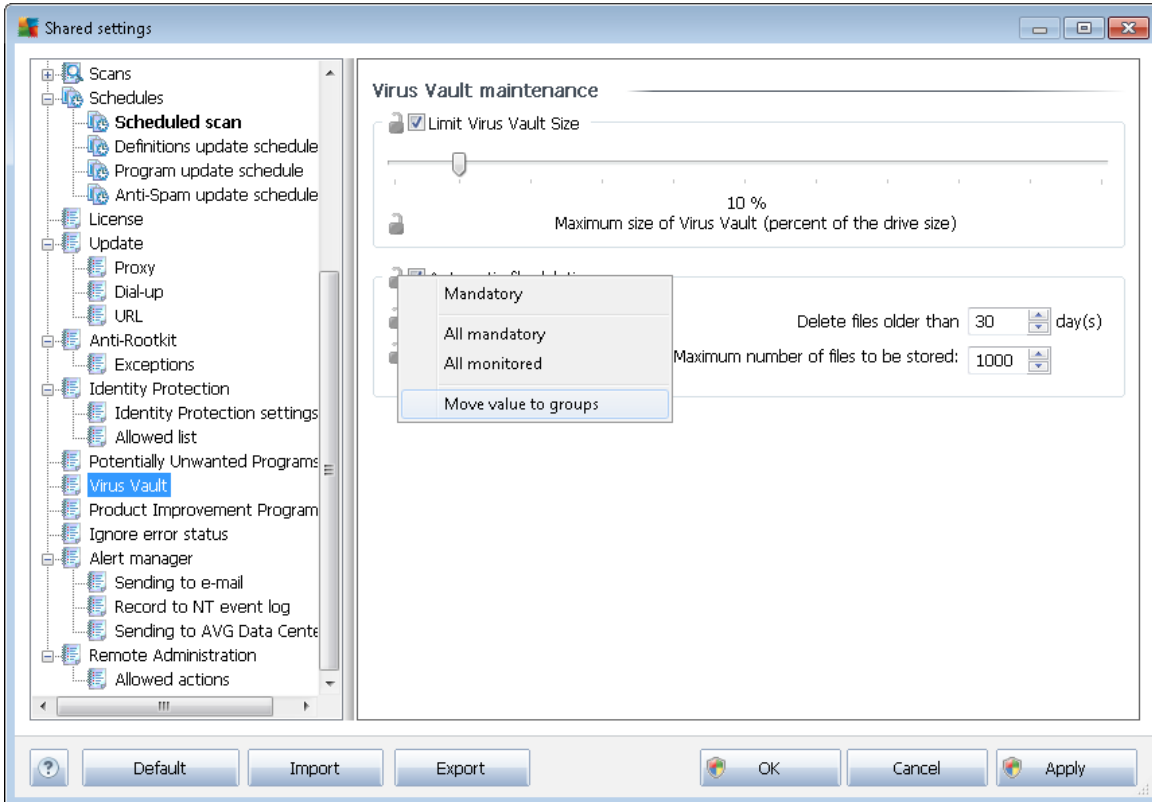 Shared settings
Scans
Schedules
Scheduled scan
Definitions update schedule
Program update schedule
Anti-Spam update schedule
License
Update
Proxy
Dial-up
URL
Anti-Rootkit
Exceptions
Identity Protection
Identity Protection settings
Allowed list
Potentially Unwanted Programs
Virus Vault
Product Improvement Program
Ignore error status
Alert manager
Sending to e-mail
Record to NT event log
Sending to AVG Data Cente
Remote Administration
Allowed actions
Virus Vault maintenance
Limit Virus Vault Size
10 %
Maximum size of Virus Vault (percent of the drive size)
Mandatory
All mandatory
All monitored
Move value to groups
Delete files older than 30 day(s)
Maximum number of files to be stored: 1000
? Default Import Export OK Cancel Apply